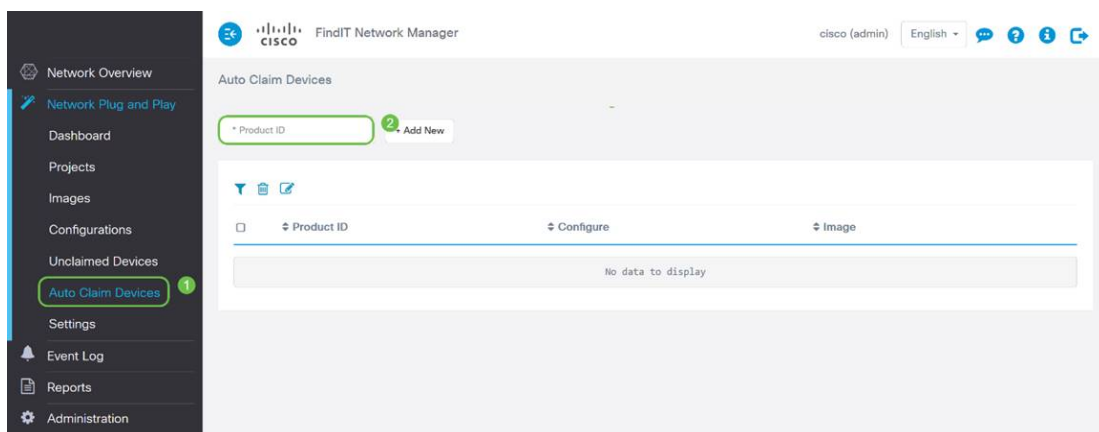 cisco FindIT Network Manager
cisco (admin) English
Network Overview
Network Plug and Play
Dashboard
Projects
Images
Configurations
Unclaimed Devices
Auto Claim Devices 1
Settings
Event Log
Reports
Administration
Auto Claim Devices
* Product ID
2 + Add New
Product ID Configure Image
No data to display